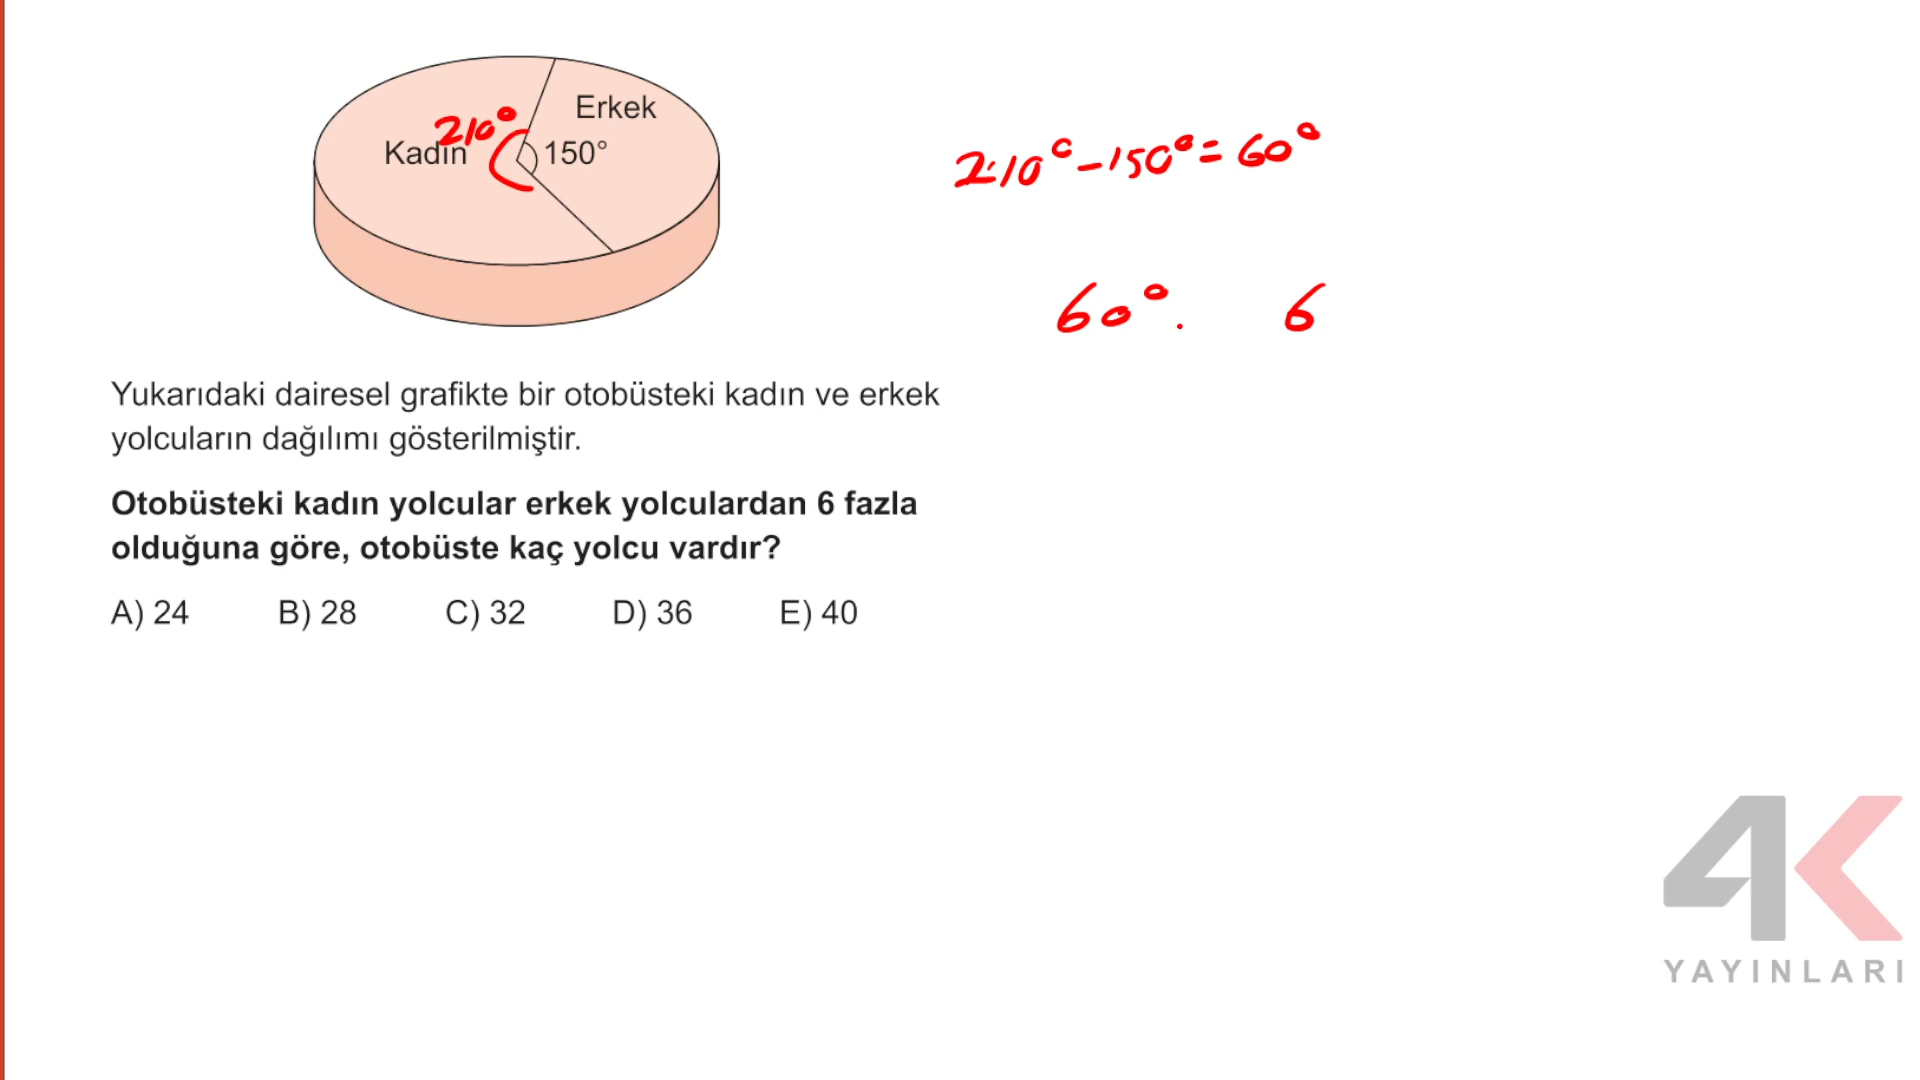 Erkek
210°
Kadın
150°
210° - 150° = 60°
60°. 6
Yukarıdaki dairesel grafikte bir otobüsteki kadın ve erkek
yolcuların dağılımı gösterilmiştir.
Otobüsteki kadın yolcular erkek yolculardan 6 fazla
olduğuna göre, otobüste kaç yolcu vardır?
A) 24 B) 28 C) 32 D) 36 E) 40
4K
YAYINLARI